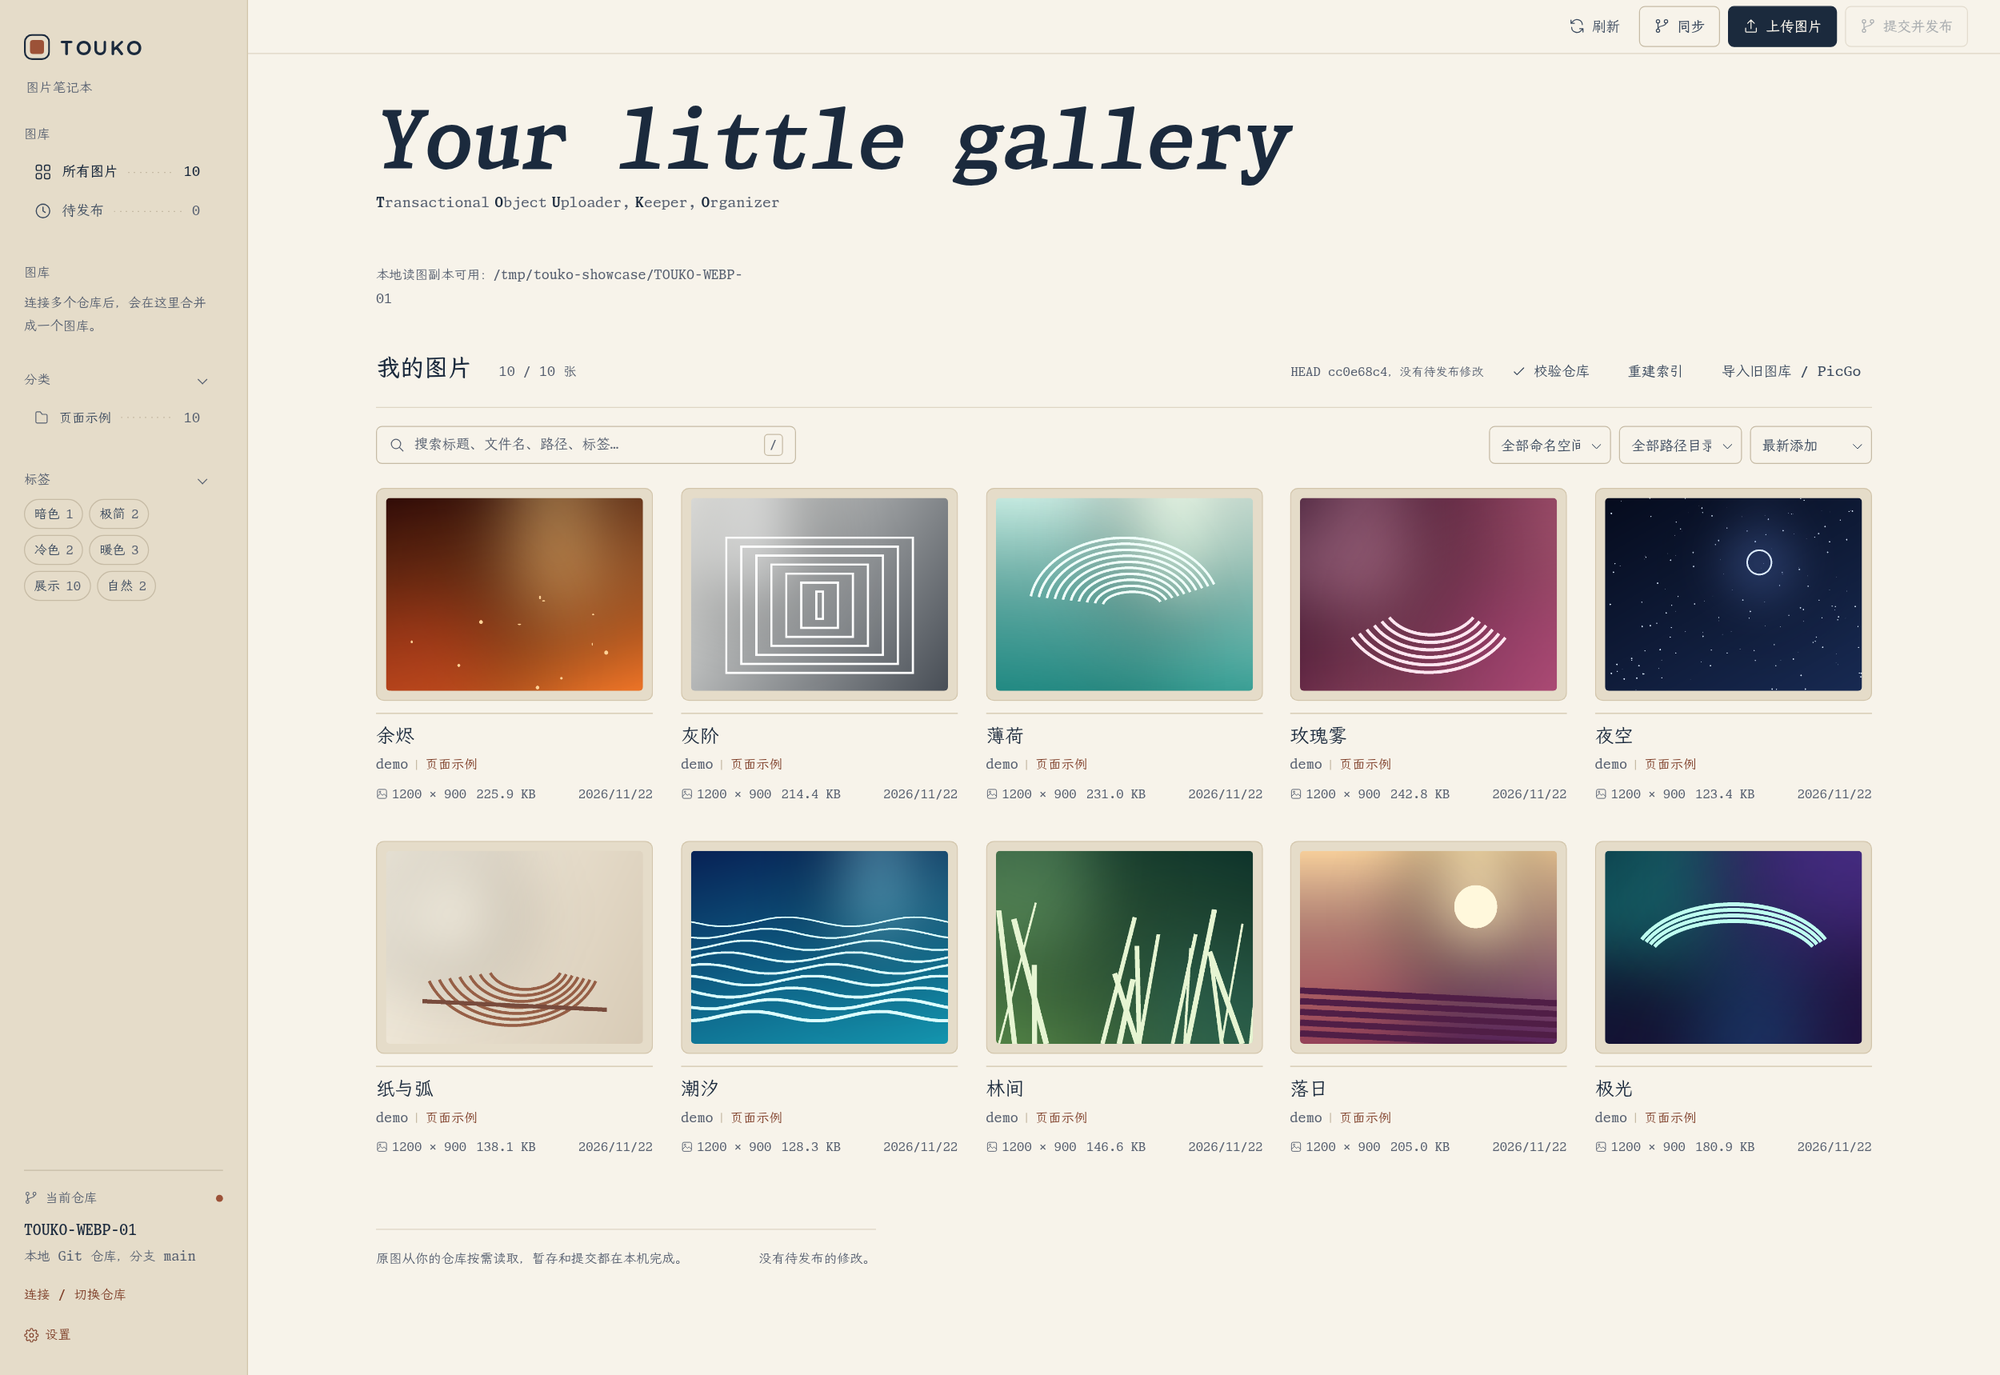 TOUKO
图片笔记本
图库
所有图片 10
待发布 0
图库
连接多个仓库后，会在这里合并
成一个图库。
分类
页面示例 10
标签
暗色 1 极简 2
冷色 2 暖色 3
展示 10 自然 2
当前仓库
TOUKO-WEBP-01
本地 Git 仓库，分支 main
连接 / 切换仓库
设置
刷新 同步 上传图片 提交并发布
Your little gallery
Transactional Object Uploader, Keeper, Organizer
本地读图副本可用：/tmp/touko-showcase/TOUKO-WEBP-
01
我的图片 10 / 10 张 HEAD cc0e68c4，没有待发布修改 校验仓库 重建索引 导入旧图库 / PicGo
搜索标题、文件名、路径、标签… / 全部命名空间 全部路径目录 最新添加
余烬
demo 页面示例
1200 × 900 225.9 KB 2026/11/22
灰阶
demo 页面示例
1200 × 900 214.4 KB 2026/11/22
薄荷
demo 页面示例
1200 × 900 231.0 KB 2026/11/22
玫瑰雾
demo 页面示例
1200 × 900 242.8 KB 2026/11/22
夜空
demo 页面示例
1200 × 900 123.4 KB 2026/11/22
纸与弧
demo 页面示例
1200 × 900 138.1 KB 2026/11/22
潮汐
demo 页面示例
1200 × 900 128.3 KB 2026/11/22
林间
demo 页面示例
1200 × 900 146.6 KB 2026/11/22
落日
demo 页面示例
1200 × 900 205.0 KB 2026/11/22
极光
demo 页面示例
1200 × 900 180.9 KB 2026/11/22
原图从你的仓库按需读取，暂存和提交都在本机完成。 没有待发布的修改。